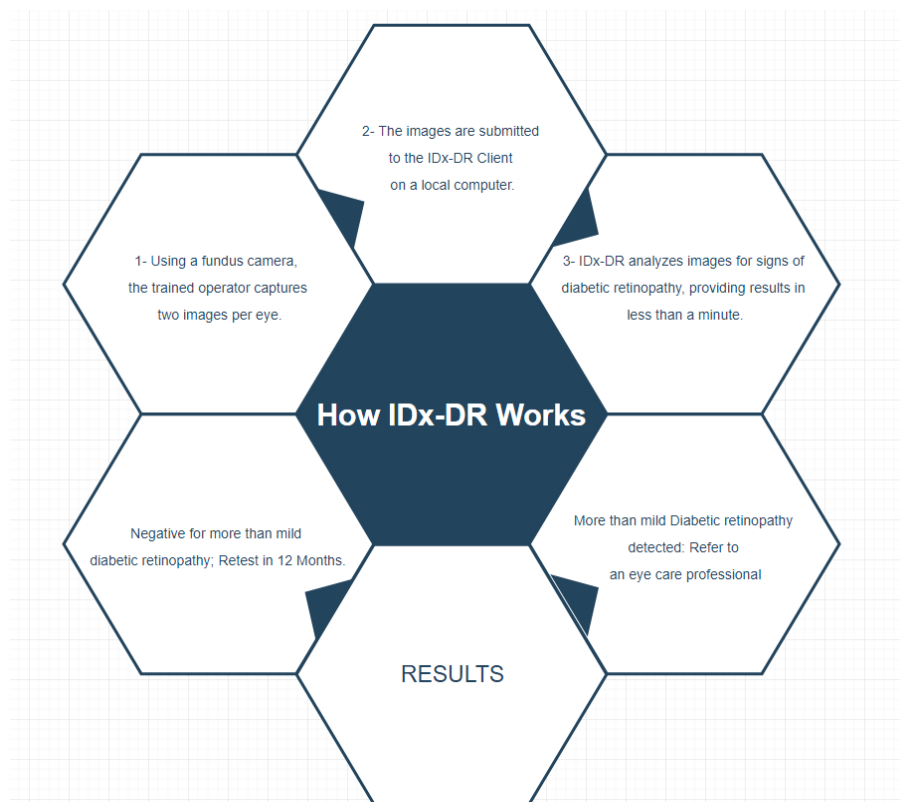 2- The images are submitted
to the IDx-DR Client
on a local computer.
1- Using a fundus camera,
the trained operator captures
two images per eye.
3- IDx-DR analyzes images for signs of
diabetic retinopathy, providing results in
less than a minute.
How IDx-DR Works
Negative for more than mild
diabetic retinopathy; Retest in 12 Months.
More than mild Diabetic retinopathy
detected: Refer to
an eye care professional
RESULTS